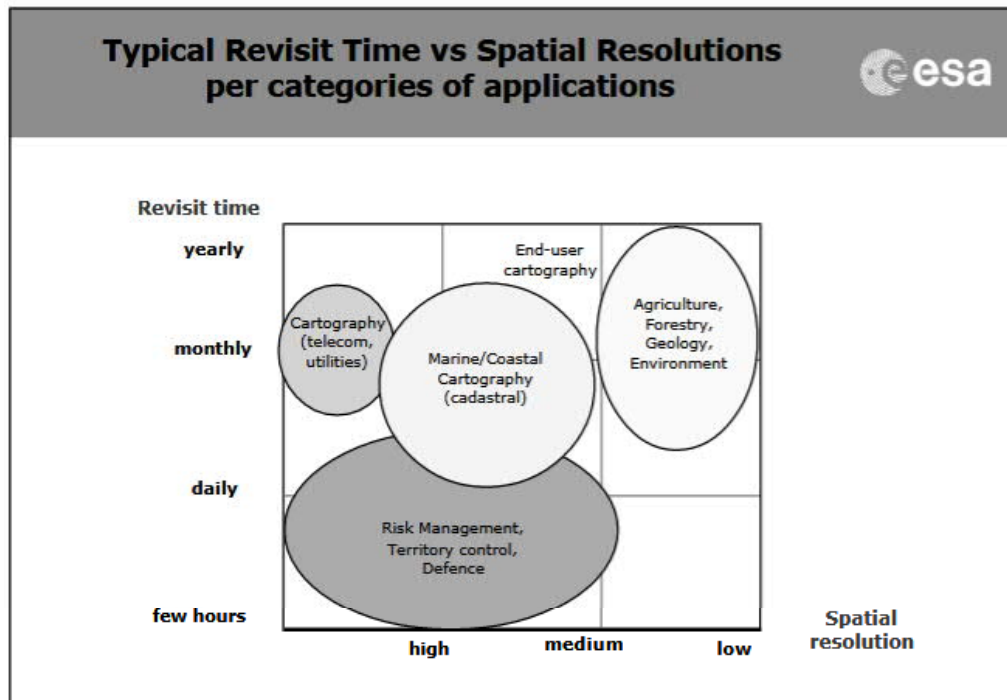 Typical Revisit Time vs Spatial Resolutions
per categories of applications
esa
Revisit time
yearly
monthly
daily
few hours
End-user
cartography
Cartography
(telecom,
utilities)
Marine/Coastal
Cartography
(cadastral)
Agriculture,
Forestry,
Geology,
Environment
Risk Management,
Territory control,
Defence
high
medium
low
Spatial
resolution